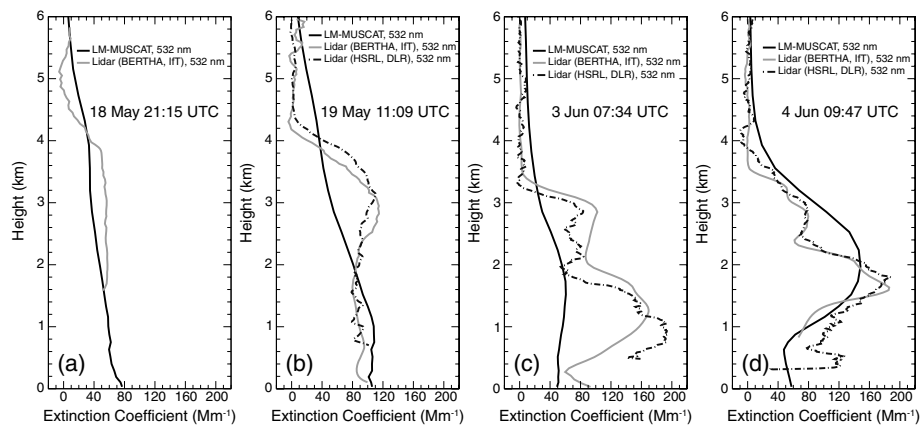 6
5
4
3
2
1
0
Height (km)
LM-MUSCAT, 532 nm
Lidar (BERTHA, IfT), 532 nm
18 May 21:15 UTC
(a)
0 40 80 120 160 200
Extinction Coefficient (Mm⁻¹)
6
5
4
3
2
1
0
Height (km)
LM-MUSCAT, 532 nm
Lidar (BERTHA, IfT), 532 nm
Lidar (HSRL, DLR), 532 nm
19 May 11:09 UTC
(b)
0 40 80 120 160 200
Extinction Coefficient (Mm⁻¹)
6
5
4
3
2
1
0
Height (km)
LM-MUSCAT, 532 nm
Lidar (BERTHA, IfT), 532 nm
Lidar (HSRL, DLR), 532 nm
3 Jun 07:34 UTC
(c)
0 40 80 120 160 200
Extinction Coefficient (Mm⁻¹)
6
5
4
3
2
1
0
Height (km)
LM-MUSCAT, 532 nm
Lidar (BERTHA, IfT), 532 nm
Lidar (HSRL, DLR), 532 nm
4 Jun 09:47 UTC
(d)
0 40 80 120 160 200
Extinction Coefficient (Mm⁻¹)